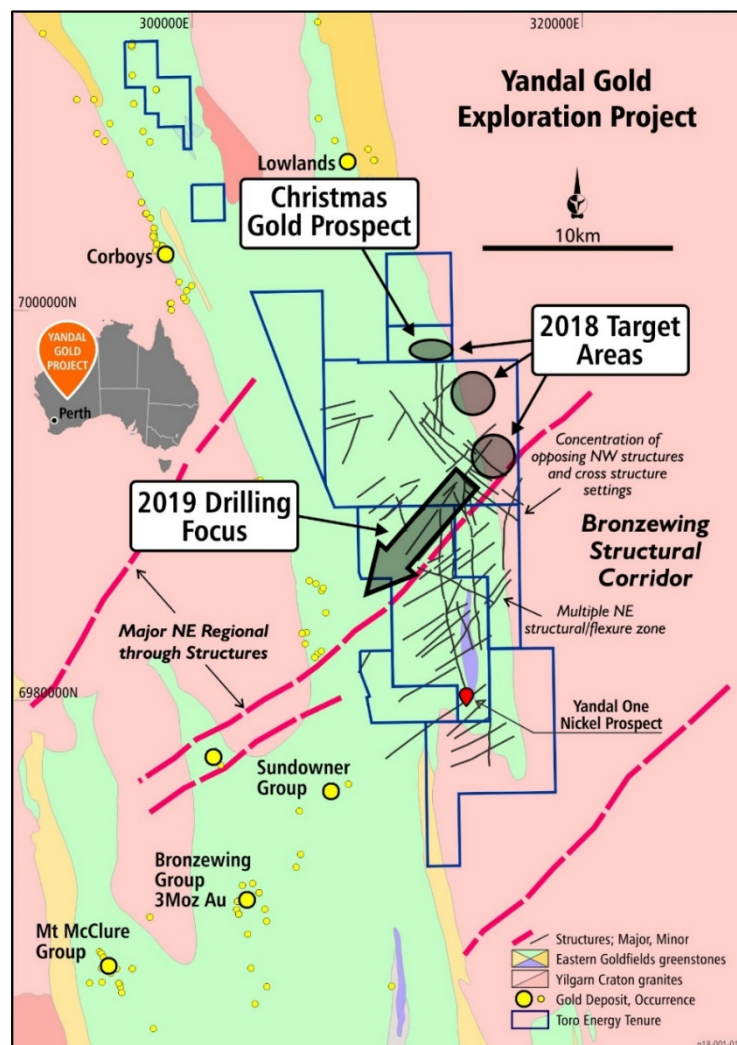 300000E
320000E
Yandal Gold
Exploration Project
Lowlands
Christmas
Gold Prospect
10km
Corboys
7000000N
2018 Target
Areas
YANDAL
GOLD
PROJECT
Perth
Concentration of
opposing NW structures
and cross structure
settings
2019 Drilling
Focus
Bronzewing
Structural
Corridor
Multiple NE
structural/flexure zone
Major NE Regional
through Structures
6980000N
Yandal One
Nickel Prospect
Sundowner
Group
Bronzewing
Group
3Moz Au
Mt McClure
Group
Structures; Major, Minor
Eastern Goldfields greenstones
Yilgarn Craton granites
Gold Deposit, Occurrence
Toro Energy Tenure